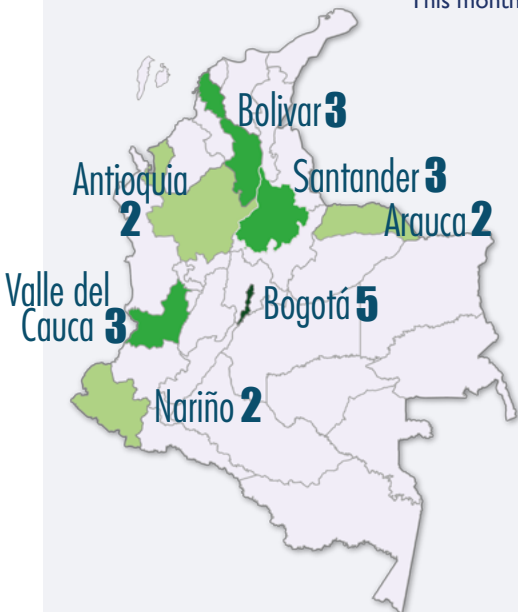 This month
Bolivar 3
Antioquia
2
Santander 3
Arauca 2
Valle del
Cauca 3
Bogotá 5
Nariño 2